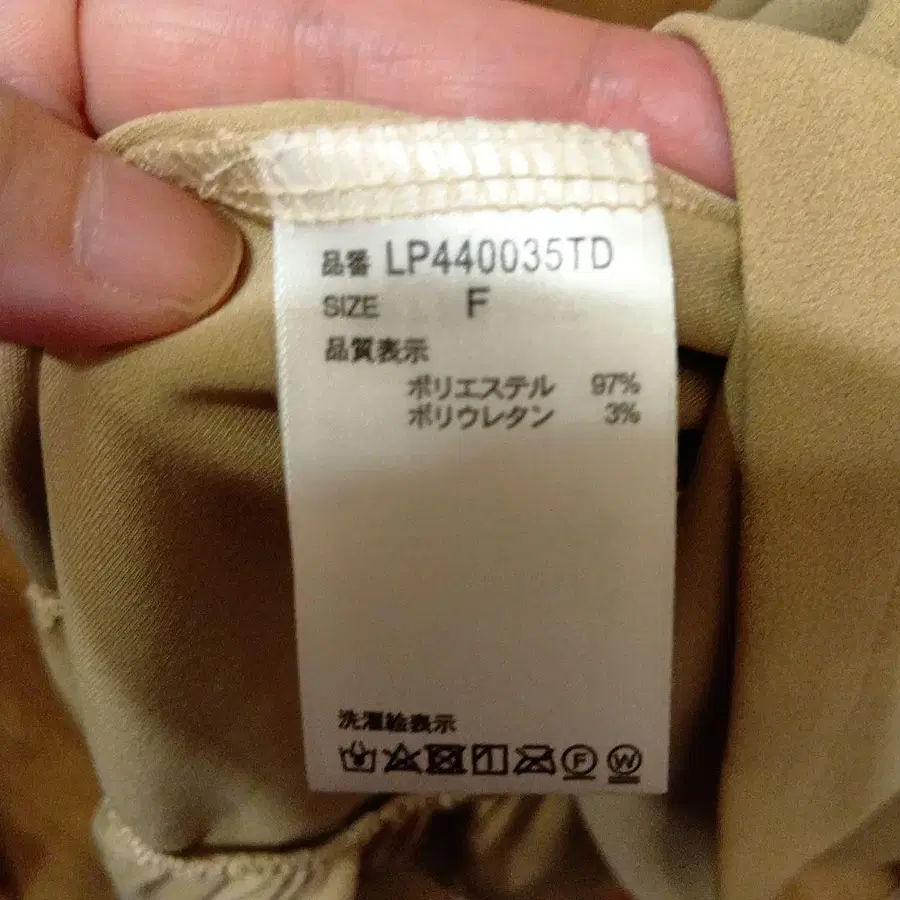 品番 LP440035TD
SIZE F
品質表示
ポリエステル 97%
ポリウレタン 3%
洗濯絵表示
F W